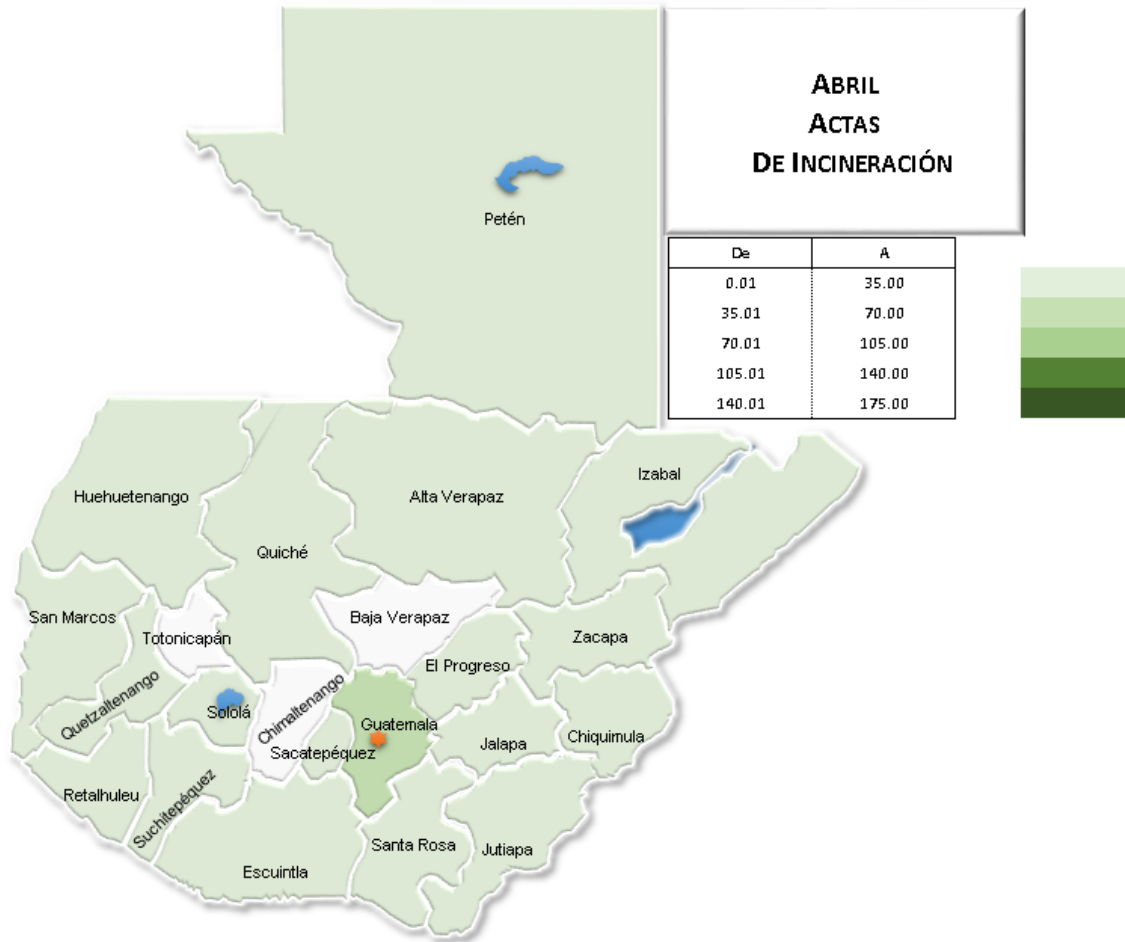 ABRIL
ACTAS
DE INCINERACIÓN
De A
0.01 35.00
35.01 70.00
70.01 105.00
105.01 140.00
140.01 175.00
Petén
Izabal
Huehuetenango
Alta Verapaz
Quiché
San Marcos
Totonicapán
Baja Verapaz
Zacapa
El Progreso
Quetzaltenango
Sololá
Chimaltenango
Guatemala
Sacatepéquez
Jalapa
Chiquimula
Retalhuleu
Suchitepéquez
Santa Rosa
Jutiapa
Escuintla